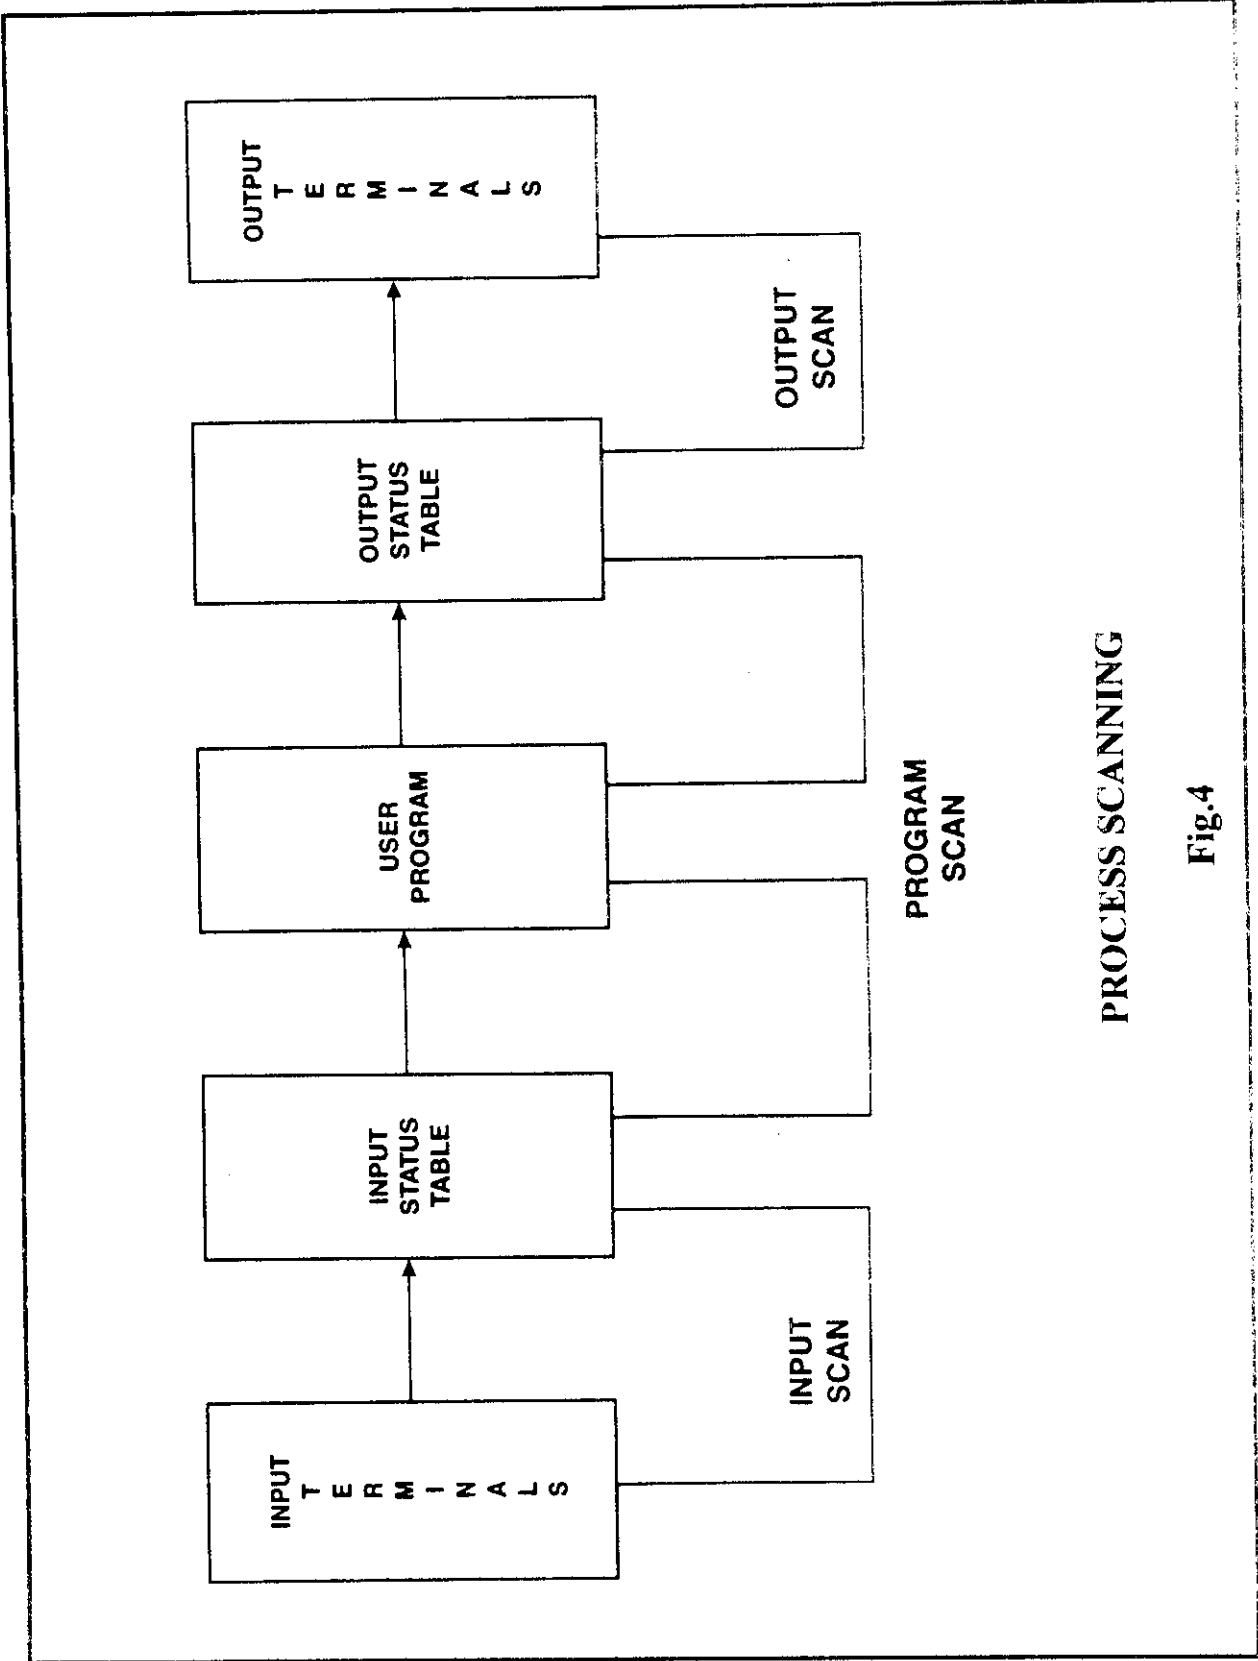 INPUT
T
E
R
M
I
N
A
L
S
INPUT
STATUS
TABLE
USER
PROGRAM
OUTPUT
STATUS
TABLE
OUTPUT
T
E
R
M
I
N
A
L
S
INPUT
SCAN
PROGRAM
SCAN
OUTPUT
SCAN
PROCESS SCANNING
Fig.4